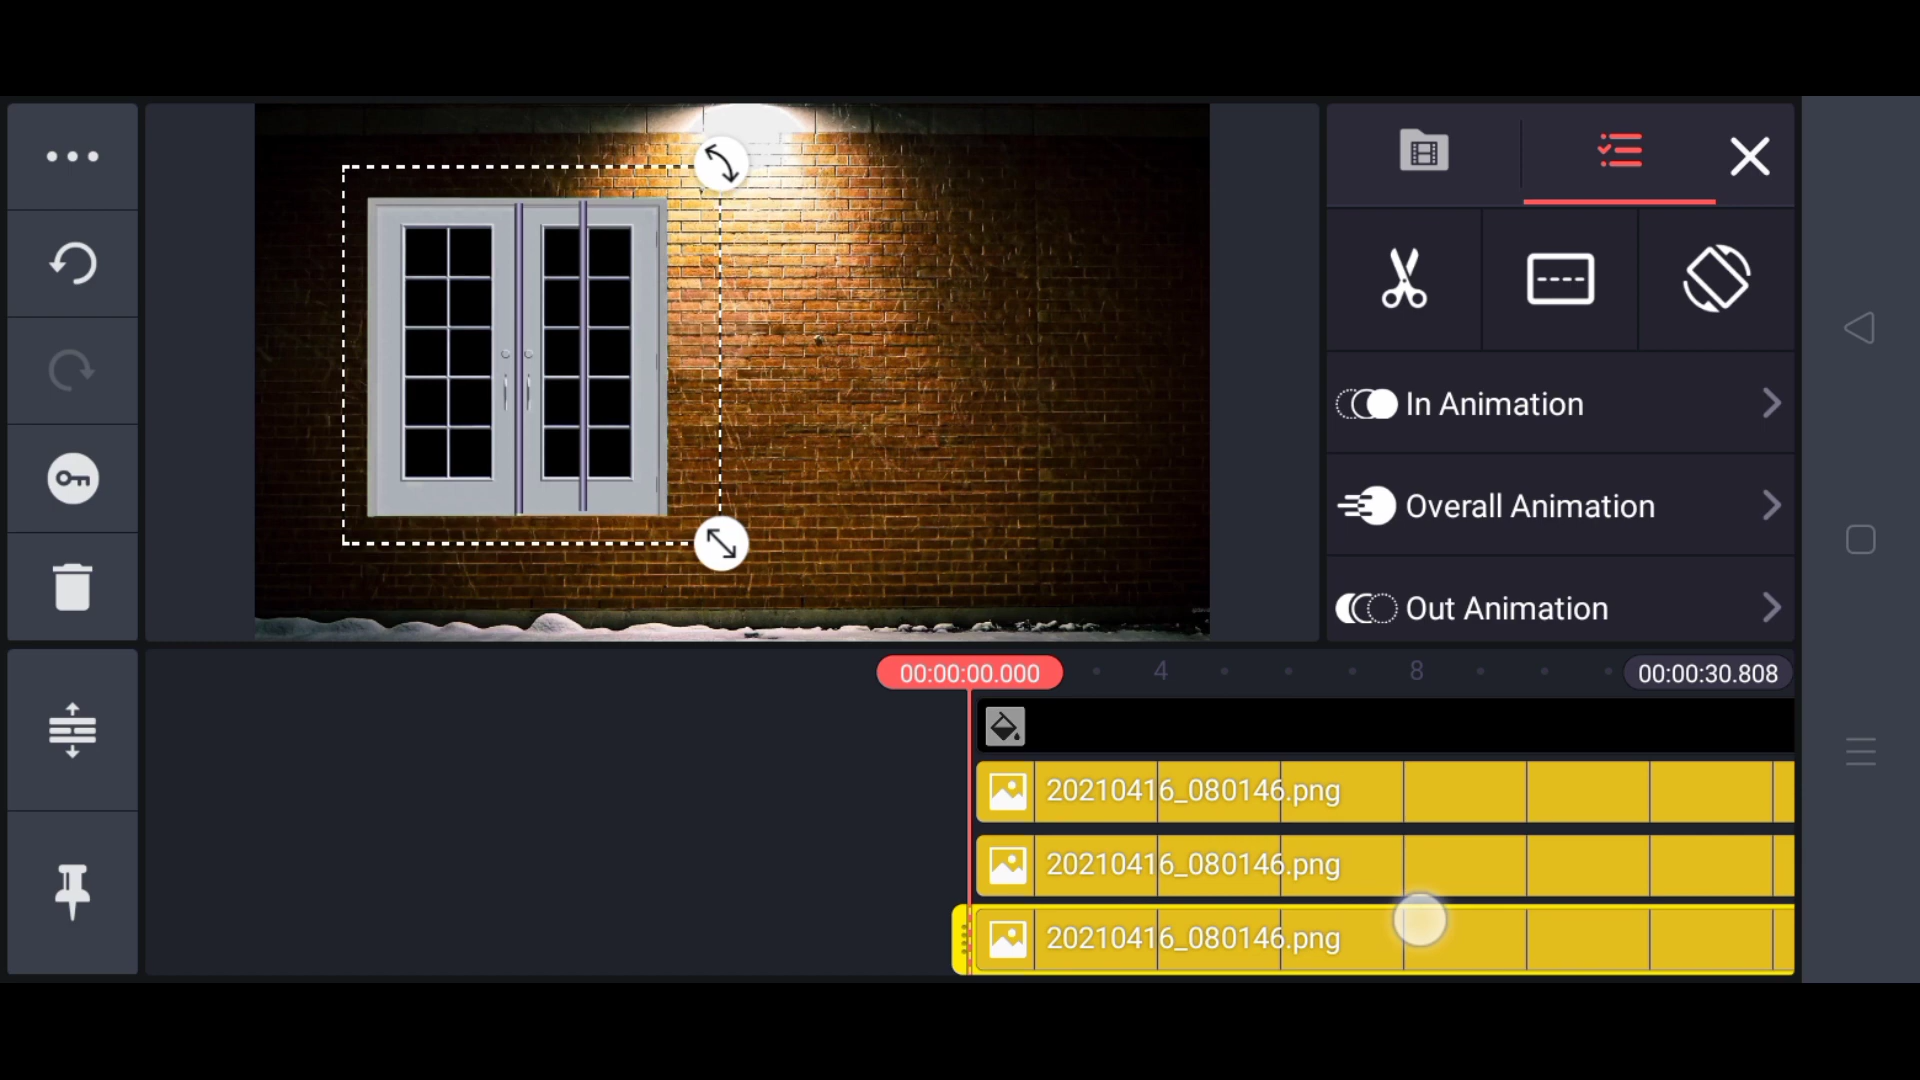 In Animation
Overall Animation
Out Animation
00:00:00.000
4
8
00:00:30.808
20210416_080146.png
20210416_080146.png
20210416_080146.png